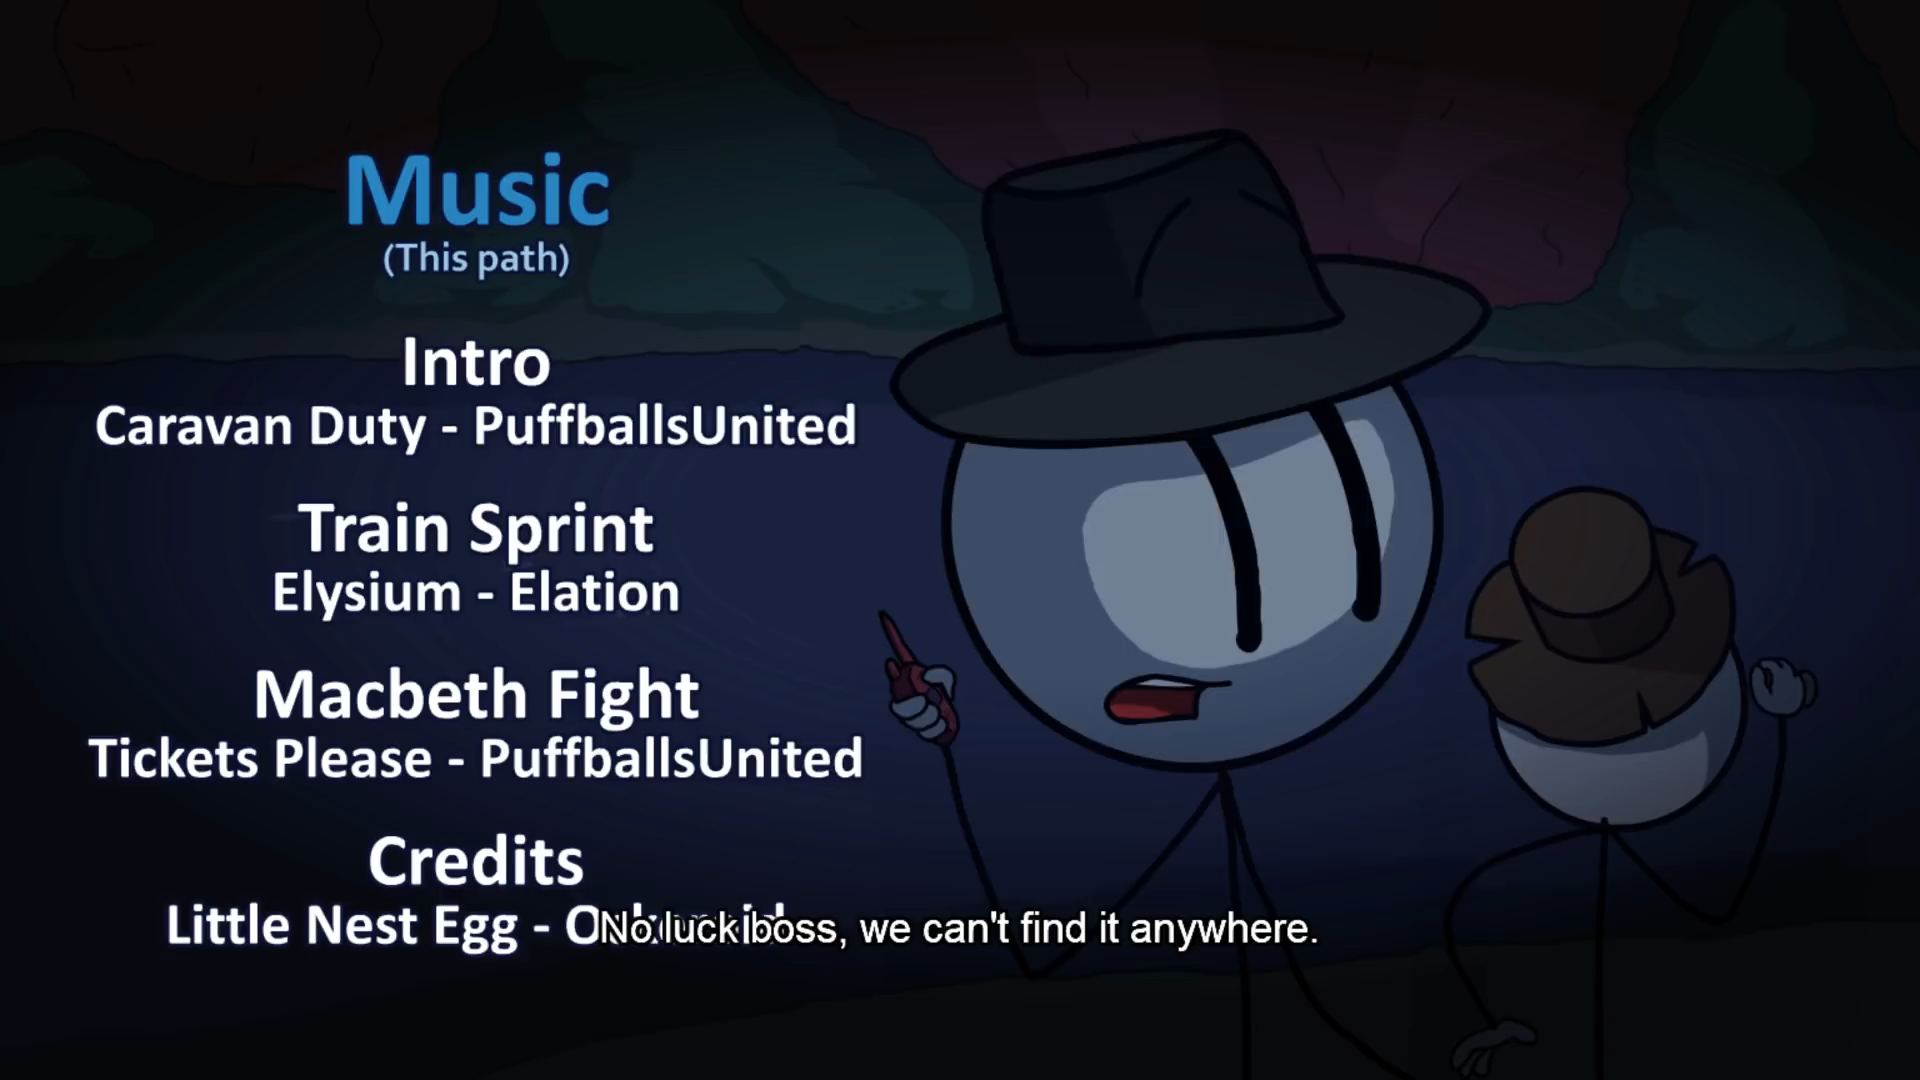 Music
(This path)
Intro
Caravan Duty - PuffballsUnited
Train Sprint
Elysium - Elation
Macbeth Fight
Tickets Please - PuffballsUnited
Credits
Little Nest Egg -
No luck boss, we can't find it anywhere.